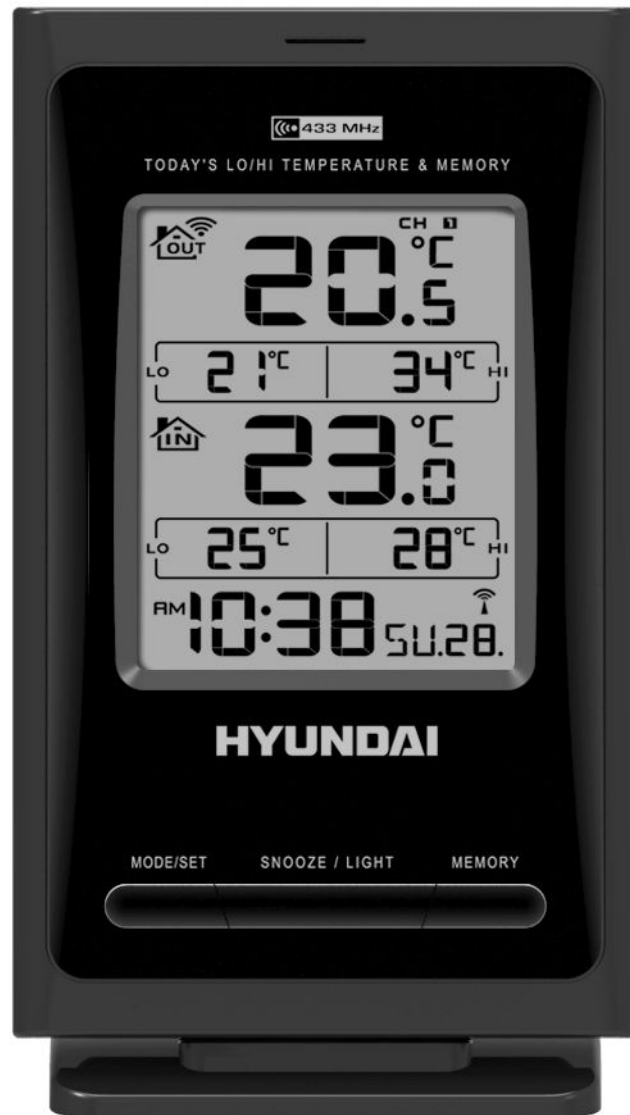 433 MHz
TODAY'S LO/HI TEMPERATURE & MEMORY
CH 1
OUT 20.5 °C
LO 21°C 34°C HI
IN 23.0 °C
LO 25°C 28°C HI
AM 10:38 SU.28.
HYUNDAI
MODE/SET SNOOZE / LIGHT MEMORY